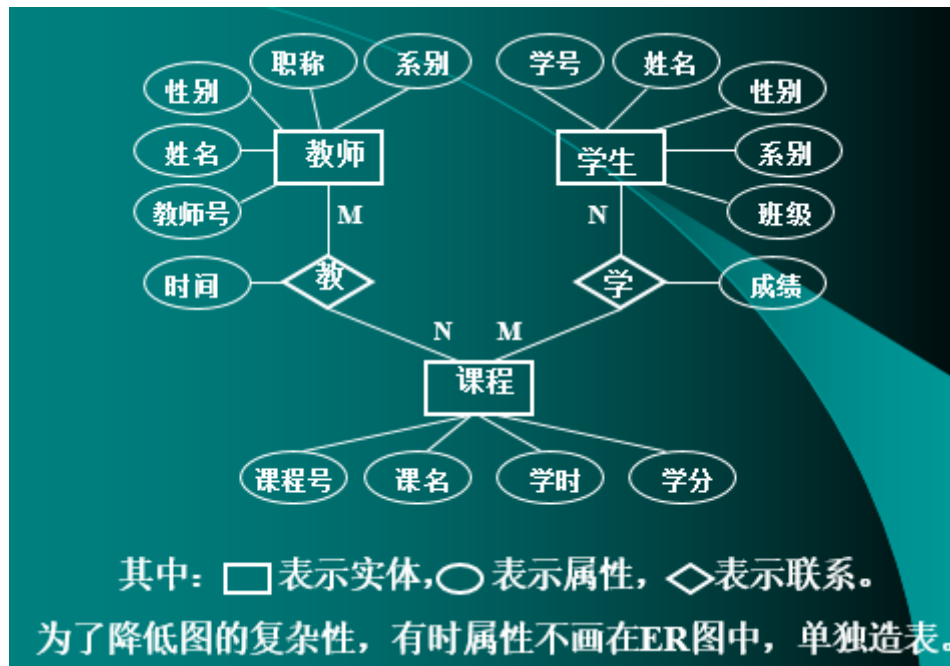 职称 系别 学号 姓名
性别 性别
姓名 教师 学生 系别
教师号 M N 班级
时间 教 学 成绩
N M
课程
课程号 课名 学时 学分
其中：表示实体,表示属性，表示联系。
为了降低图的复杂性，有时属性不画在ER图中，单独造表.